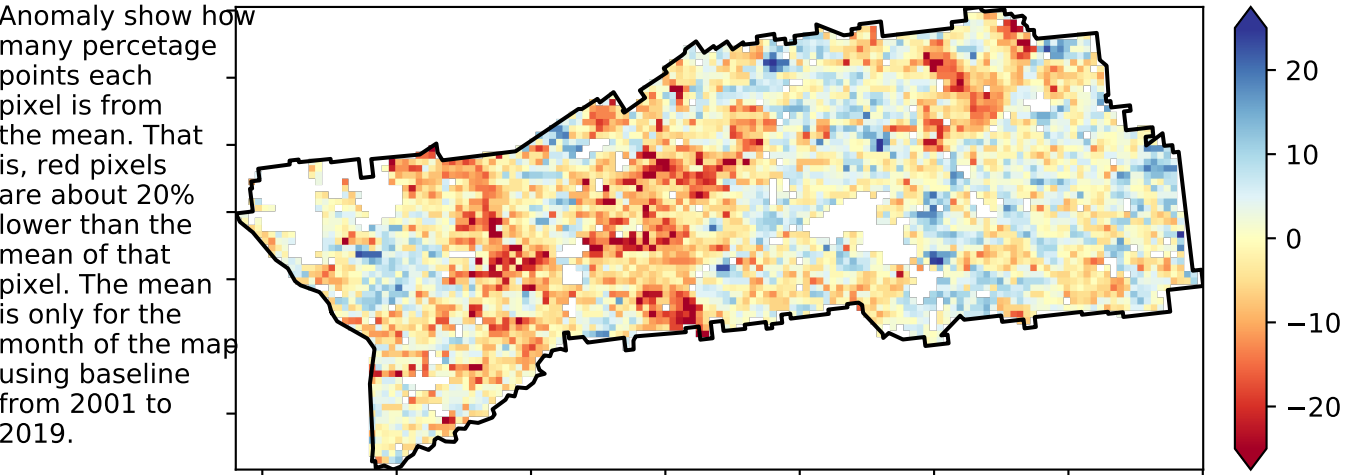 Anomaly show how
many percetage
points each
pixel is from
the mean. That
is, red pixels
are about 20%
lower than the
mean of that
pixel. The mean
is only for the
month of the map
using baseline
from 2001 to
2019.
20
10
0
−10
−20